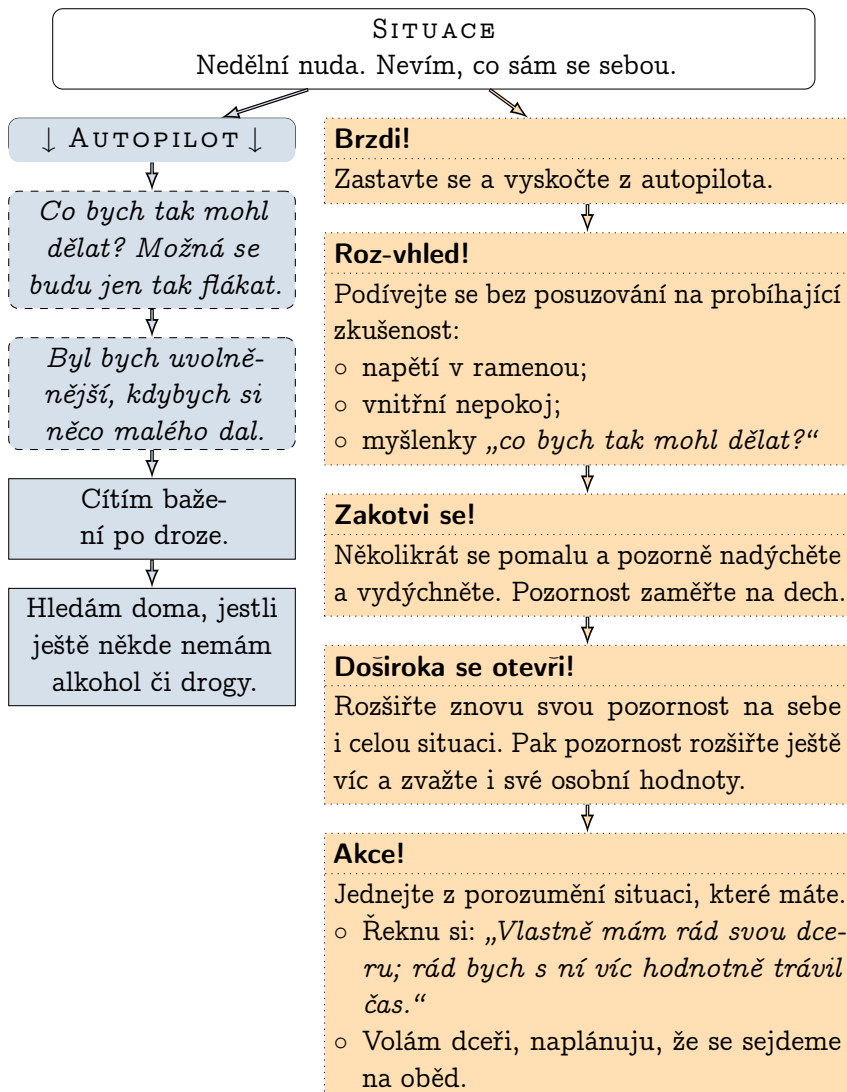 SITUACE
Nedělní nuda. Nevím, co sám se sebou.
↓ AUTOPILOT ↓
Co bych tak mohl
dělat? Možná se
budu jen tak flákat.
Byl bych uvolně-
nější, kdybych si
něco malého dal.
Cítím baže-
ní po droze.
Hledám doma, jestli
ještě někde nemám
alkohol či drogy.
Brzdi!
Zastavte se a vyskočte z autopilota.
Roz-vhled!
Podívejte se bez posuzování na probíhající
zkušenost:
○ napětí v ramenou;
○ vnitřní nepokoj;
○ myšlenky „co bych tak mohl dělat?“
Zakotvi se!
Několikrát se pomalu a pozorně nadýchěte
a vydýchněte. Pozornost zaměřte na dech.
Doširoka se otevři!
Rozšiřte znovu svou pozornost na sebe
i celou situaci. Pak pozornost rozšiřte ještě
víc a zvažte i své osobní hodnoty.
Akce!
Jednejte z porozumění situaci, které máte.
○ Řeknu si: „Vlastně mám rád svou dce-
ru; rád bych s ní víc hodnotně trávil
čas.“
○ Volám dceři, naplánuju, že se sejdeme
na oběd.